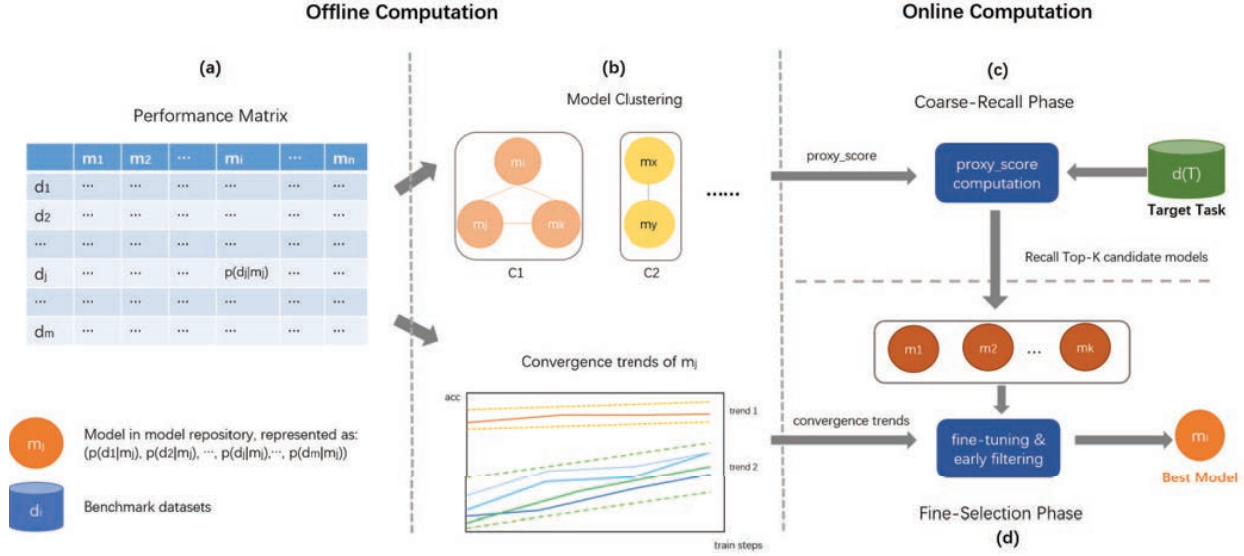 Offline Computation
Online Computation
(a)
Performance Matrix
m1 m2 ... mi ... mn
d1 ... ... ... ... ... ...
d2 ... ... ... ... ... ...
... ... ... ... ... ... ...
dj ... ... ... p(dj|mj) ... ...
... ... ... ... ... ... ...
dm ... ... ... ... ... ...
mj
Model in model repository, represented as:
(p(d1|mj), p(d2|mj), ..., p(dj|mj),..., p(dm|mj))
di
Benchmark datasets
(b)
Model Clustering
mi
mj
mk
C1
mx
my
C2
......
Convergence trends of mj
acc
trend 1
trend 2
train steps
(c)
Coarse-Recall Phase
proxy_score
proxy_score
computation
d(T)
Target Task
Recall Top-K candidate models
m1 m2 ... mk
convergence trends
fine-tuning &
early filtering
mi
Best Model
Fine-Selection Phase
(d)